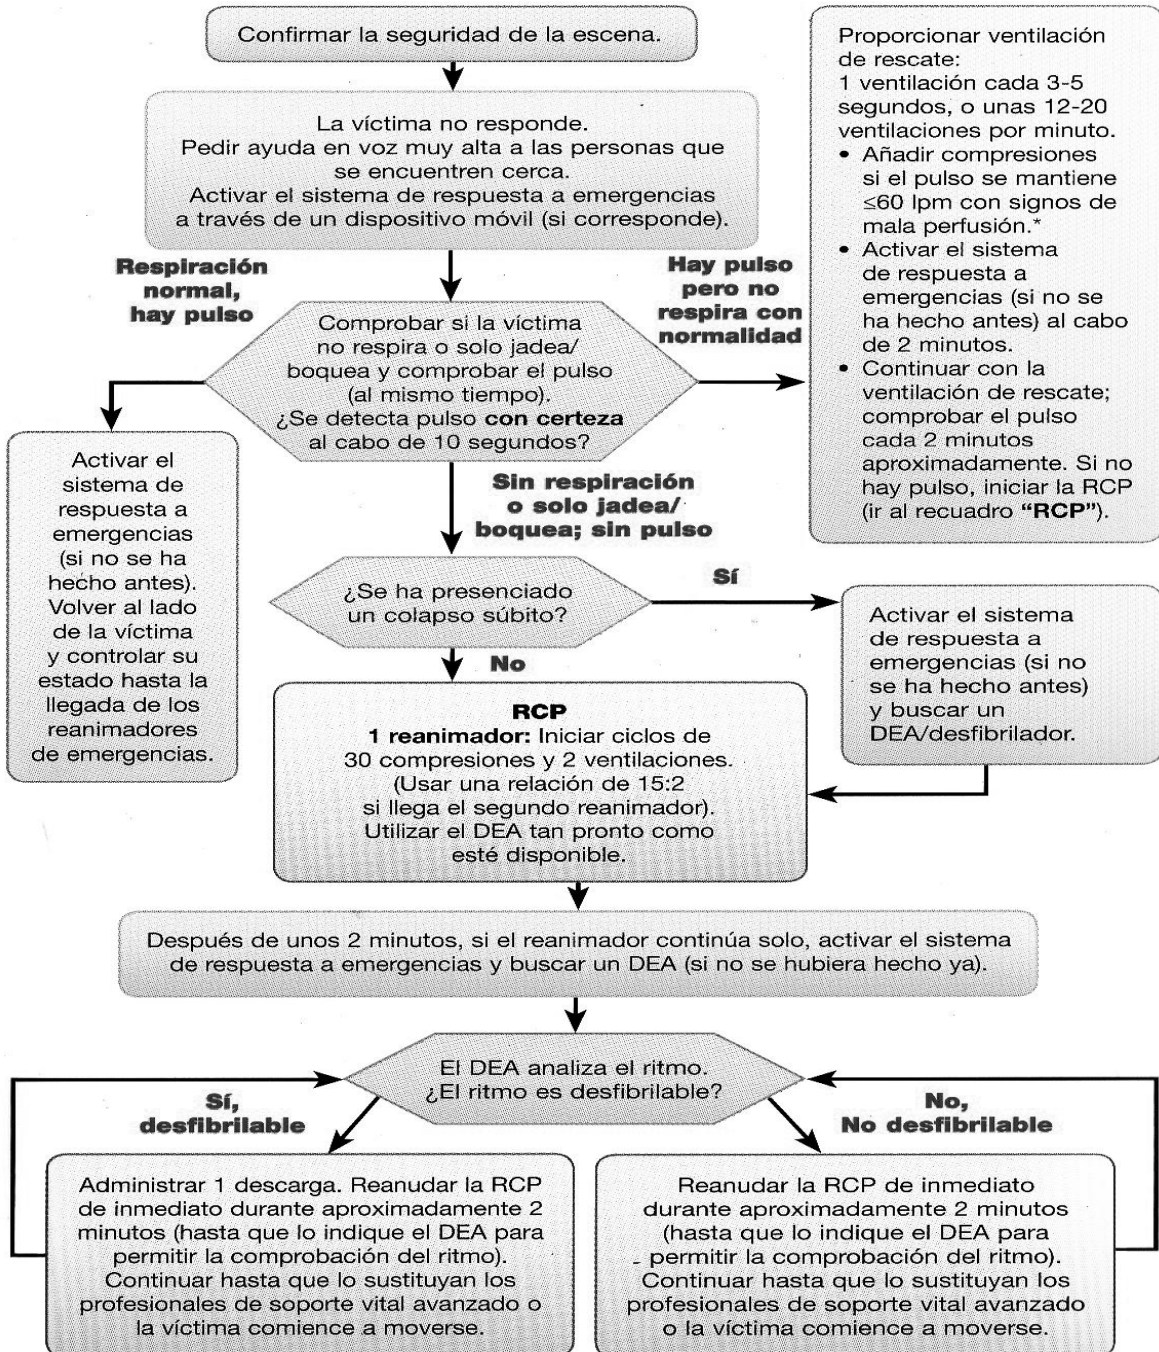 Confirmar la seguridad de la escena.
La víctima no responde.
Pedir ayuda en voz muy alta a las personas que
se encuentren cerca.
Activar el sistema de respuesta a emergencias
a través de un dispositivo móvil (si corresponde).
Proporcionar ventilación
de rescate:
1 ventilación cada 3-5
segundos, o unas 12-20
ventilaciones por minuto.
• Añadir compresiones
si el pulso se mantiene
≤60 lpm con signos de
mala perfusión.*
• Activar el sistema
de respuesta a
emergencias (si no se
ha hecho antes) al cabo
de 2 minutos.
• Continuar con la
ventilación de rescate;
comprobar el pulso
cada 2 minutos
aproximadamente. Si no
hay pulso, iniciar la RCP
(ir al recuadro “RCP”).
Respiración
normal,
hay pulso
Hay pulso
pero no
respira con
normalidad
Comprobar si la víctima
no respira o solo jadea/
boquea y comprobar el pulso
(al mismo tiempo).
¿Se detecta pulso con certeza
al cabo de 10 segundos?
Activar el
sistema de
respuesta a
emergencias
(si no se ha
hecho antes).
Volver al lado
de la víctima
y controlar su
estado hasta la
llegada de los
reanimadores
de emergencias.
Sin respiración
o solo jadea/
boquea; sin pulso
¿Se ha presenciado
un colapso súbito?
Sí
Activar el sistema
de respuesta a
emergencias (si no
se ha hecho antes)
y buscar un
DEA/desfibrilador.
No
RCP
1 reanimador: Iniciar ciclos de
30 compresiones y 2 ventilaciones.
(Usar una relación de 15:2
si llega el segundo reanimador).
Utilizar el DEA tan pronto como
esté disponible.
Después de unos 2 minutos, si el reanimador continúa solo, activar el sistema
de respuesta a emergencias y buscar un DEA (si no se hubiera hecho ya).
El DEA analiza el ritmo.
¿El ritmo es desfibrilable?
Sí,
desfibrilable
No,
No desfibrilable
Administrar 1 descarga. Reanudar la RCP
de inmediato durante aproximadamente 2
minutos (hasta que lo indique el DEA para
permitir la comprobación del ritmo).
Continuar hasta que lo sustituyan los
profesionales de soporte vital avanzado o
la víctima comience a moverse.
Reanudar la RCP de inmediato
durante aproximadamente 2 minutos
(hasta que lo indique el DEA para
permitir la comprobación del ritmo).
Continuar hasta que lo sustituyan los
profesionales de soporte vital avanzado
o la víctima comience a moverse.